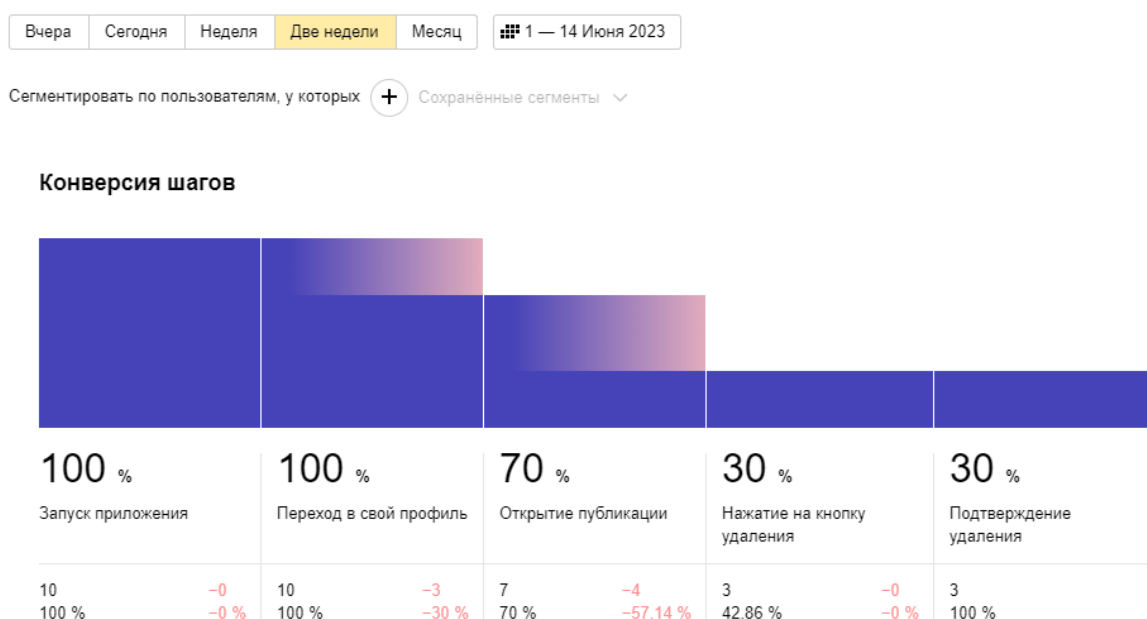 Вчера Сегодня Неделя Две недели Месяц 1 — 14 Июня 2023
Сегментировать по пользователям, у которых + Сохранённые сегменты
Конверсия шагов
100 % 100 % 70 % 30 % 30 %
Запуск приложения Переход в свой профиль Открытие публикации Нажатие на кнопку Подтверждение
удаления удаления
10 −0 10 −3 7 −4 3 −0 3
100 % −0 % 100 % −30 % 70 % −57.14 % 42.86 % −0 % 100 %